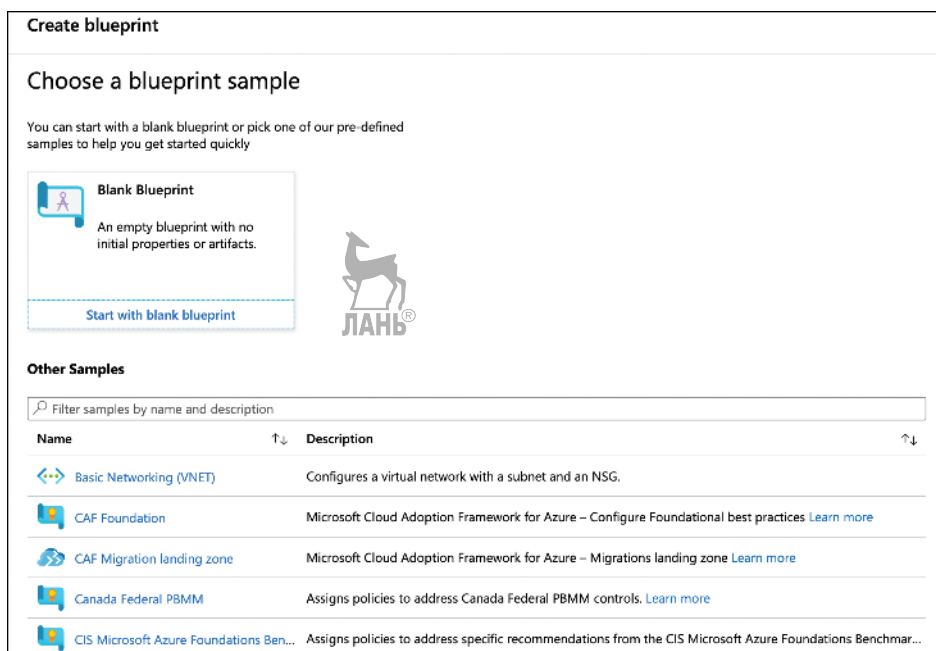 Create blueprint
Choose a blueprint sample
You can start with a blank blueprint or pick one of our pre-defined
samples to help you get started quickly
Blank Blueprint
An empty blueprint with no
initial properties or artifacts.
Start with blank blueprint
ЛАНЬ®
Other Samples
Filter samples by name and description
Name ↑↓ Description ↑↓
Basic Networking (VNET) Configures a virtual network with a subnet and an NSG.
CAF Foundation Microsoft Cloud Adoption Framework for Azure – Configure Foundational best practices Learn more
CAF Migration landing zone Microsoft Cloud Adoption Framework for Azure – Migrations landing zone Learn more
Canada Federal PBMM Assigns policies to address Canada Federal PBMM controls. Learn more
CIS Microsoft Azure Foundations Ben... Assigns policies to address specific recommendations from the CIS Microsoft Azure Foundations Benchmar...